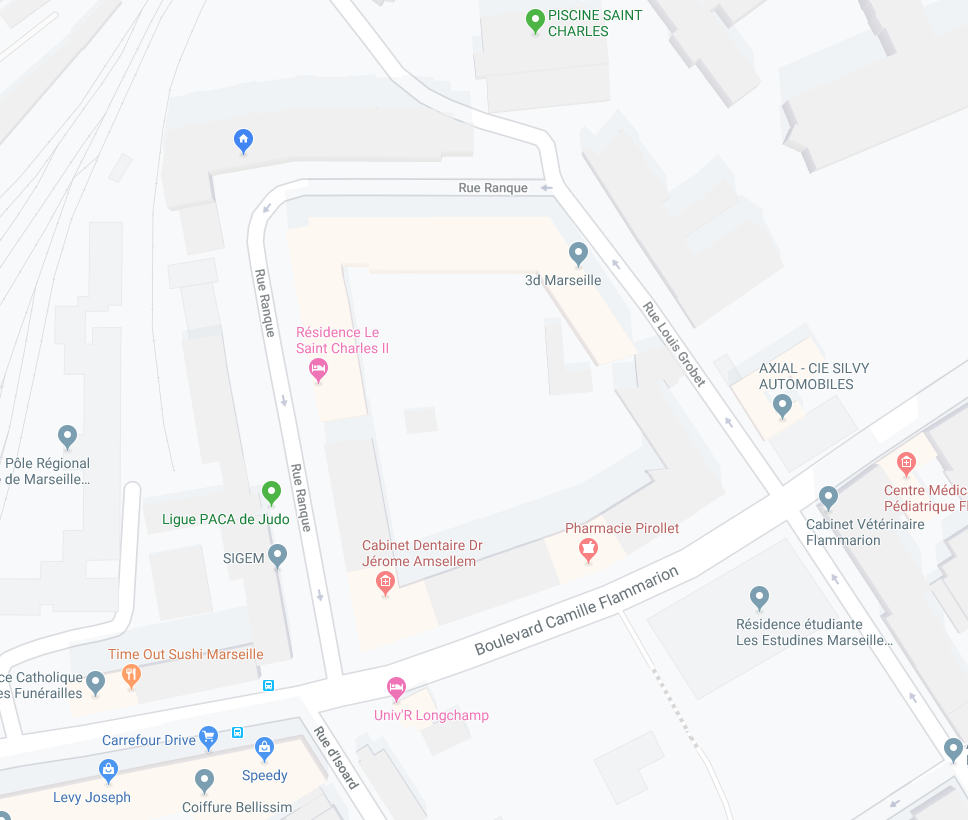 PISCINE SAINT
CHARLES
Rue Ranque
3d Marseille
Rue Ranque
Résidence Le
Saint Charles II
Rue Louis Grobet
AXIAL - CIE SILVY
AUTOMOBILES
Pôle Régional
de Marseille...
Rue Ranque
Centre Médic
Pédiatrique Fl
Ligue PACA de Judo
Pharmacie Pirollet
Cabinet Vétérinaire
Flammarion
Cabinet Dentaire Dr
Jérome Amsellem
SIGEM
Boulevard Camille Flammarion
Résidence étudiante
Les Estudines Marseille...
Time Out Sushi Marseille
ce Catholique
es Funérailles
Univ'R Longchamp
Carrefour Drive
Rue d'Isoard
Speedy
Levy Joseph
Coiffure Bellissim